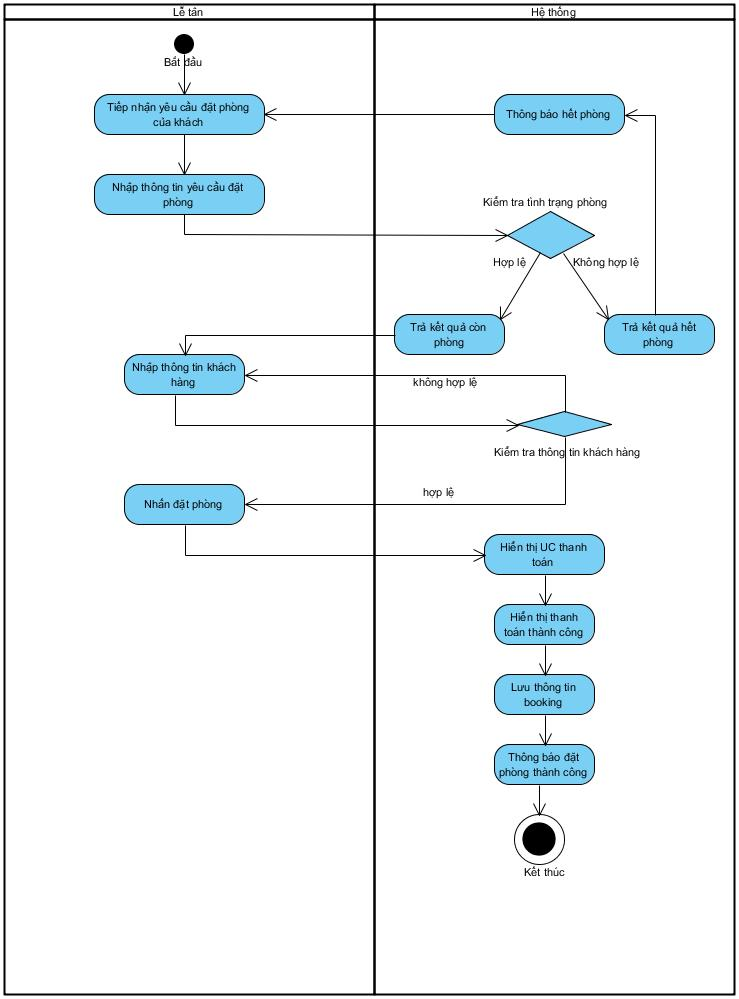 Lễ tân
Hệ thống
Bắt đầu
Tiếp nhận yêu cầu đặt phòng
của khách
Thông báo hết phòng
Nhập thông tin yêu cầu đặt
phòng
Kiểm tra tình trạng phòng
Hợp lệ
Không hợp lệ
Trả kết quả còn
phòng
Trả kết quả hết
phòng
Nhập thông tin khách
hàng
không hợp lệ
Kiểm tra thông tin khách hàng
hợp lệ
Nhấn đặt phòng
Hiển thị UC thanh
toán
Hiển thị thanh
toán thành công
Lưu thông tin
booking
Thông báo đặt
phòng thành công
Kết thúc